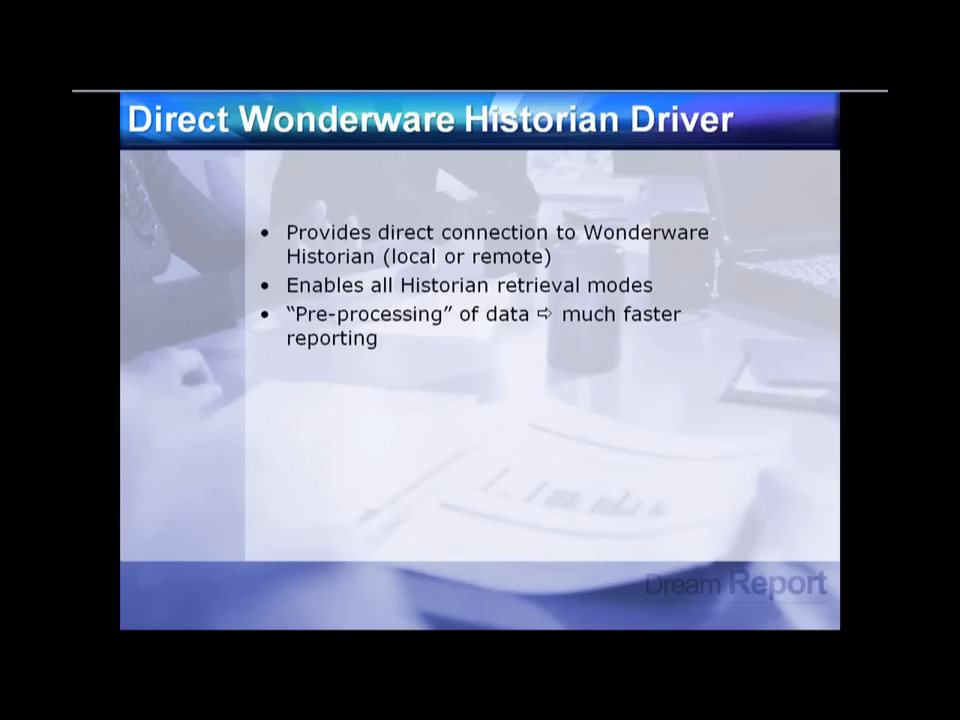 Direct Wonderware Historian Driver
• Provides direct connection to Wonderware
Historian (local or remote)
• Enables all Historian retrieval modes
• “Pre-processing” of data ⇨ much faster
reporting
Dream Report